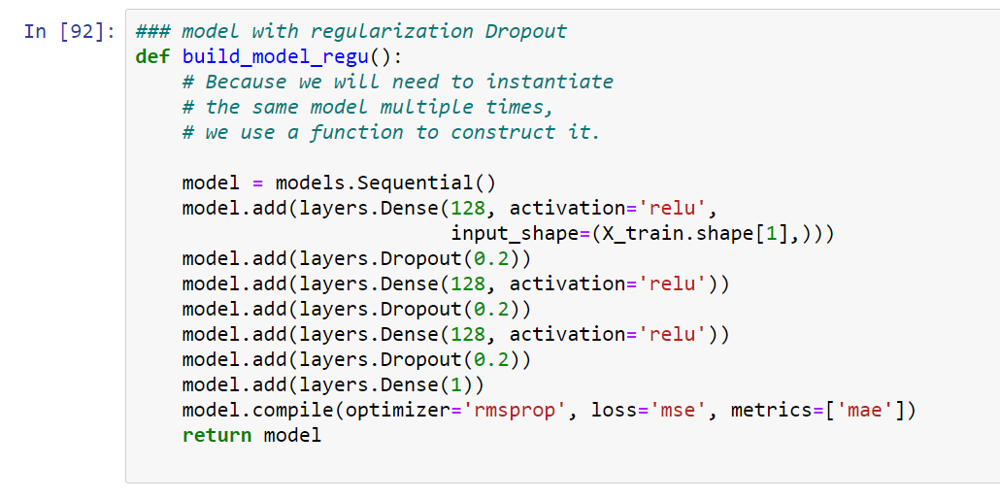 In [92]: ### model with regularization Dropout
def build_model_regu():
    # Because we will need to instantiate
    # the same model multiple times,
    # we use a function to construct it.

    model = models.Sequential()
    model.add(layers.Dense(128, activation='relu',
                           input_shape=(X_train.shape[1],)))
    model.add(layers.Dropout(0.2))
    model.add(layers.Dense(128, activation='relu'))
    model.add(layers.Dropout(0.2))
    model.add(layers.Dense(128, activation='relu'))
    model.add(layers.Dropout(0.2))
    model.add(layers.Dense(1))
    model.compile(optimizer='rmsprop', loss='mse', metrics=['mae'])
    return model